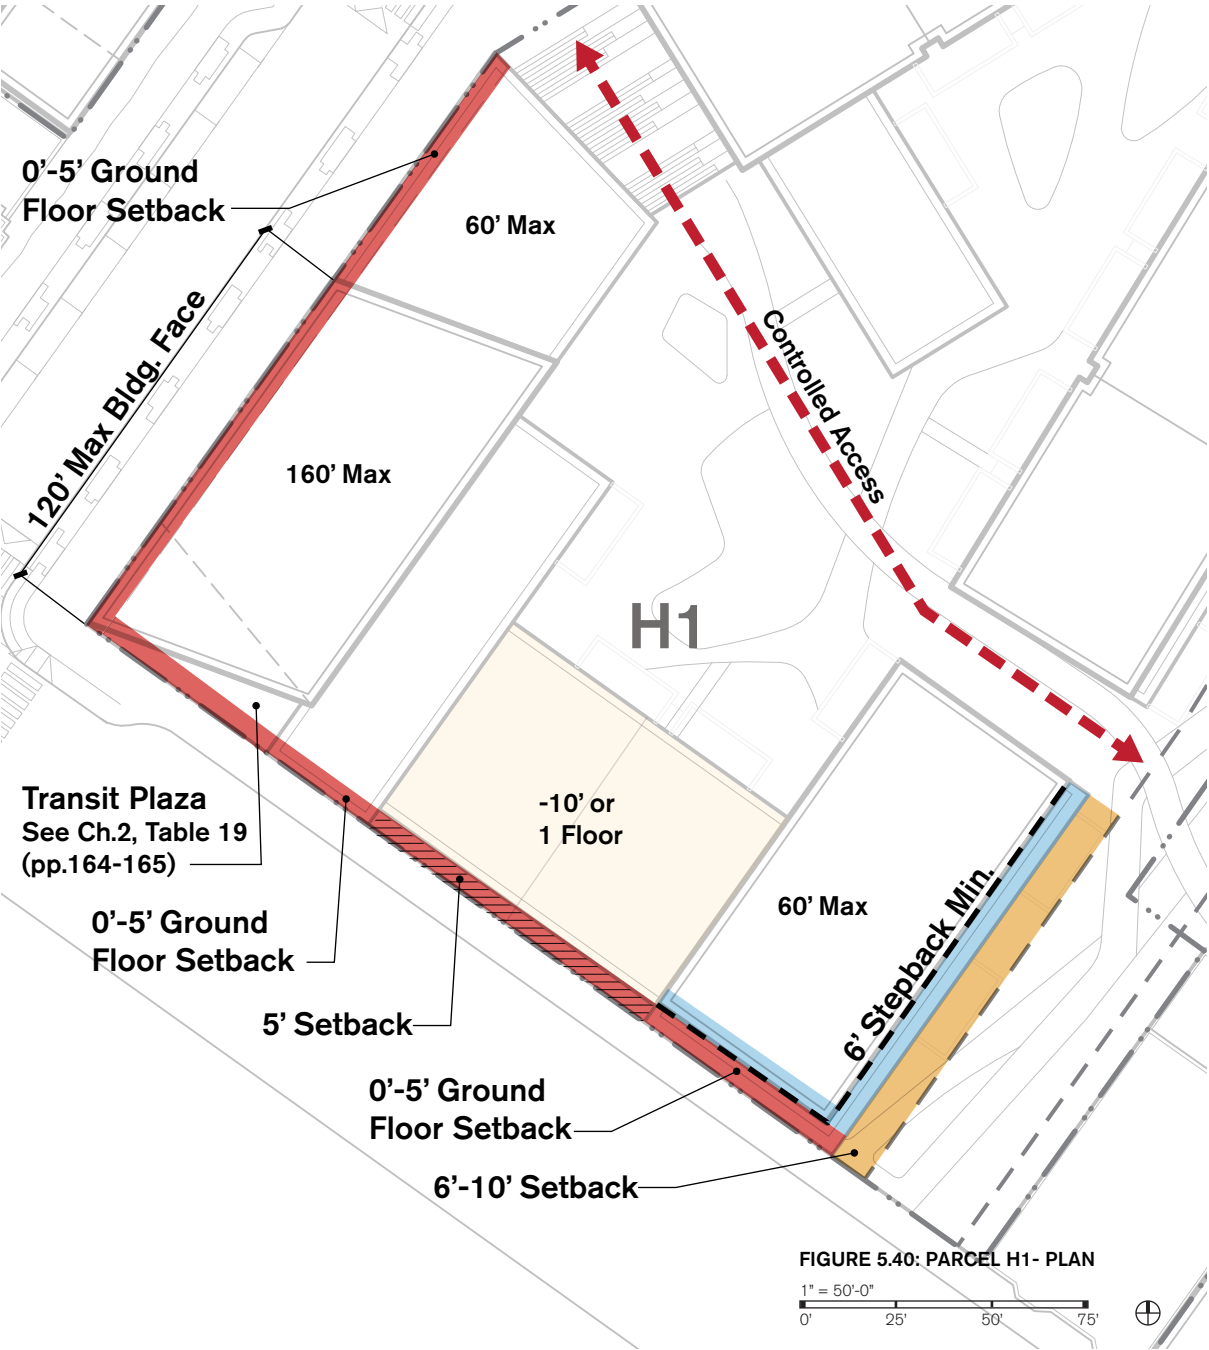 0'-5' Ground
Floor Setback
60' Max
120' Max Bldg. Face
160' Max
Controlled Access
H1
Transit Plaza
See Ch.2, Table 19
(pp.164-165)
-10' or
1 Floor
60' Max
6' Stepback Min.
0'-5' Ground
Floor Setback
5' Setback
0'-5' Ground
Floor Setback
6'-10' Setback
FIGURE 5.40: PARCEL H1- PLAN
1" = 50'-0"
0' 25' 50' 75'